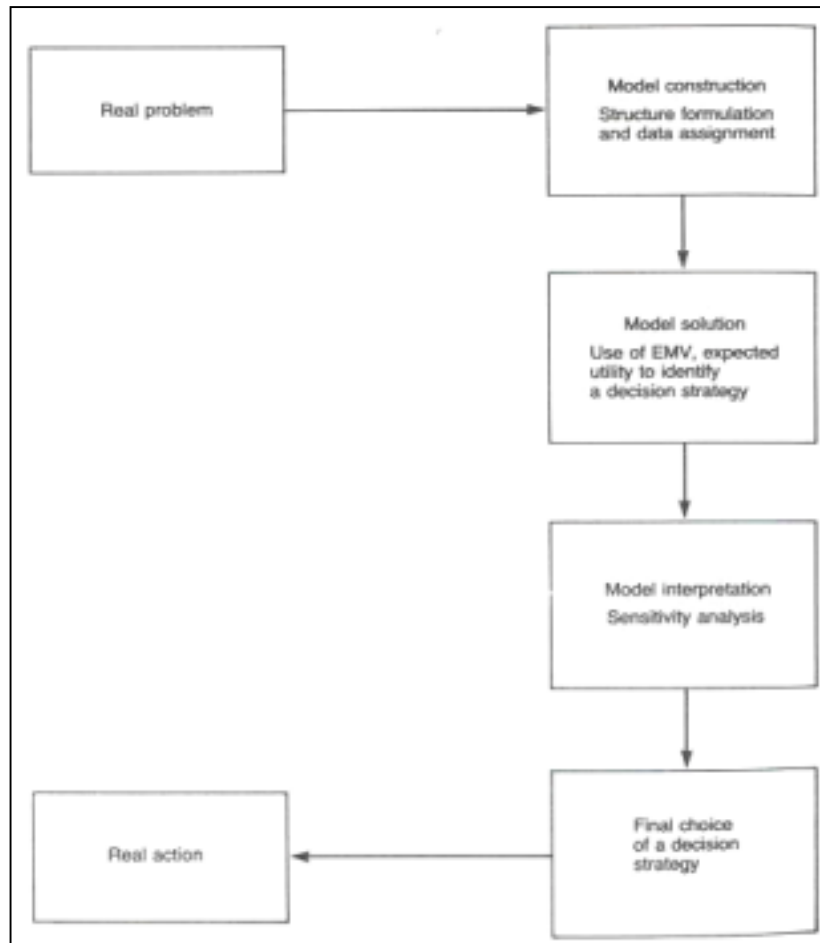 Real problem
Model construction
Structure formulation
and data assignment
Model solution
Use of EMV, expected
utility to identify
a decision strategy
Model interpretation
Sensitivity analysis
Final choice
of a decision
strategy
Real action